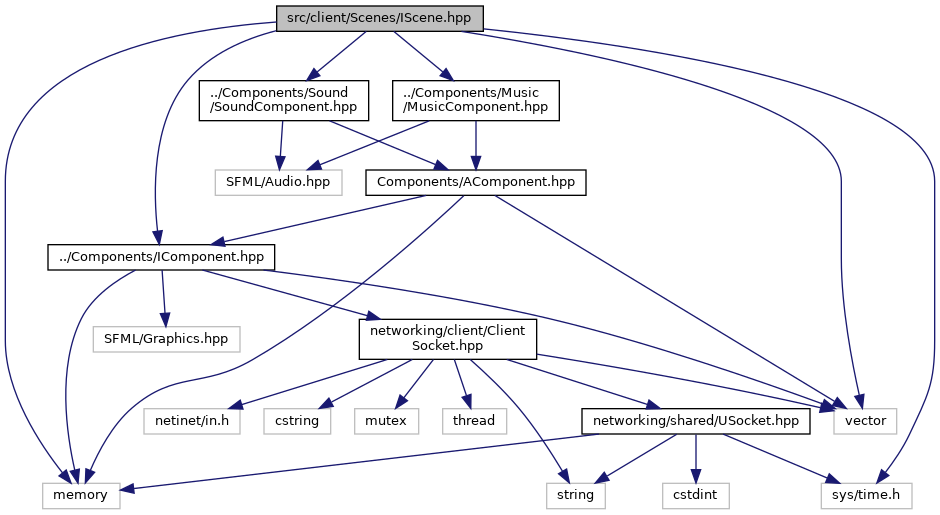 src/client/Scenes/IScene.hpp
../Components/Sound
/SoundComponent.hpp
../Components/Music
/MusicComponent.hpp
SFML/Audio.hpp
Components/AComponent.hpp
../Components/IComponent.hpp
SFML/Graphics.hpp
networking/client/Client
Socket.hpp
netinet/in.h
cstring
mutex
thread
networking/shared/USocket.hpp
vector
memory
string
cstdint
sys/time.h